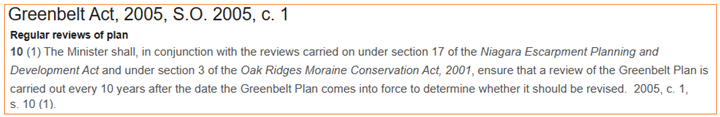 Greenbelt Act, 2005, S.O. 2005, c. 1
Regular reviews of plan
10 (1) The Minister shall, in conjunction with the reviews carried on under section 17 of the Niagara Escarpment Planning and
Development Act and under section 3 of the Oak Ridges Moraine Conservation Act, 2001, ensure that a review of the Greenbelt Plan is
carried out every 10 years after the date the Greenbelt Plan comes into force to determine whether it should be revised.  2005, c. 1,
s. 10 (1).